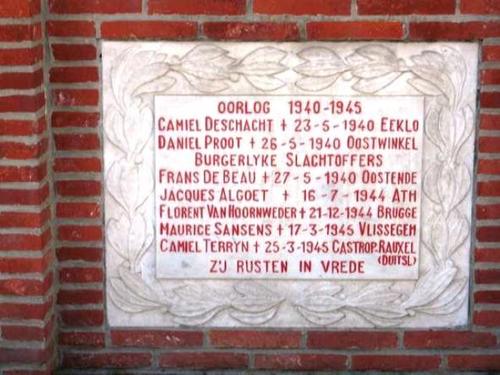 OORLOG 1940-1945
CAMIEL DESCHACHT + 23-5-1940 EEKLO
DANIEL PROOT + 26-5-1940 OOSTWINKEL
BURGERLYKE SLACHTOFFERS
FRANS DE BEAU + 27-5-1940 OOSTENDE
JACQUES ALGOET + 16-7-1944 ATH
FLORENT VAN HOORNWEDER + 21-12-1944 BRUGGE
MAURICE SANSENS + 17-3-1945 VLISSEGEM
CAMIEL TERRYN + 25-3-1945 CASTROP-RAUXEL
(DUITSL)
ZIJ RUSTEN IN VREDE